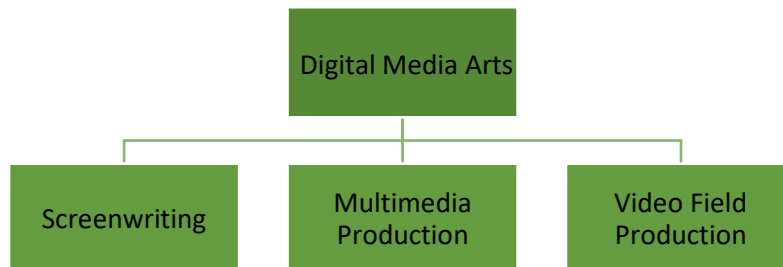 Digital Media Arts
Screenwriting
Multimedia
Production
Video Field
Production